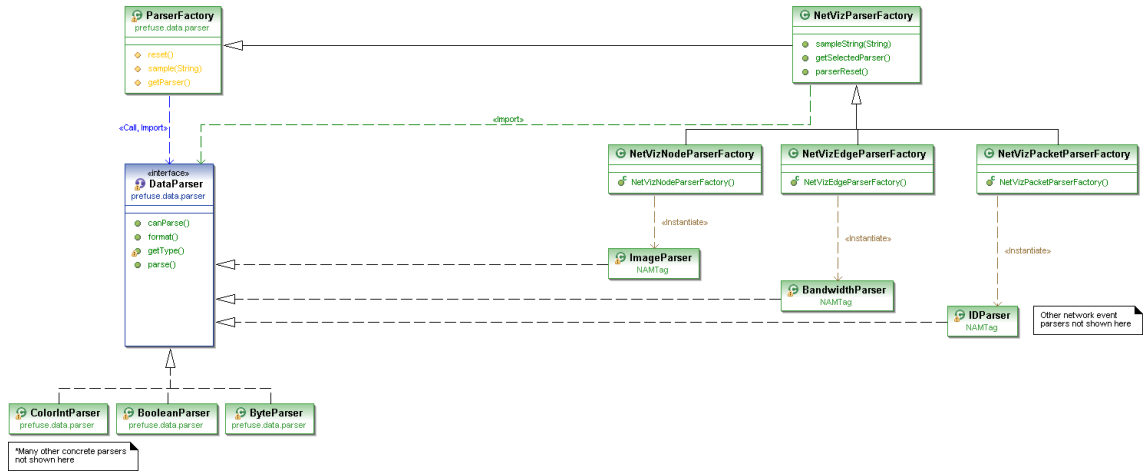 ParserFactory
prefuse.data.parser
reset()
sample(String)
getParser()
NetVizParserFactory
sampleString(String)
getSelectedParser()
parserReset()
«Call, Import»
«Import»
«interface»
DataParser
prefuse.data.parser
canParse()
format()
getType()
parse()
NetVizNodeParserFactory
NetVizNodeParserFactory()
NetVizEdgeParserFactory
NetVizEdgeParserFactory()
NetVizPacketParserFactory
NetVizPacketParserFactory()
«Instantiate»
«Instantiate»
«Instantiate»
ImageParser
NAMTag
BandwidthParser
NAMTag
IDParser
NAMTag
Other network event
parsers not shown here
ColorIntParser
prefuse.data.parser
BooleanParser
prefuse.data.parser
ByteParser
prefuse.data.parser
*Many other concrete parsers
not shown here